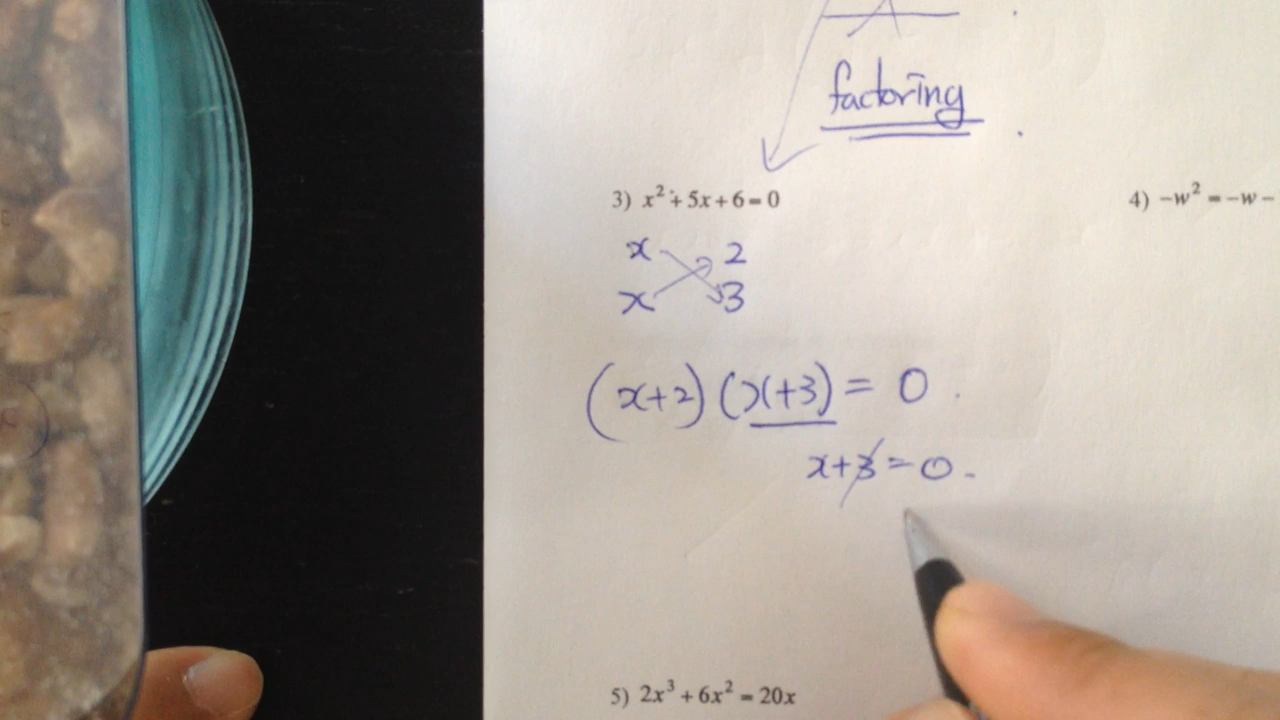 factoring
3) x² + 5x + 6 = 0
4) −w² = −w −
x 2
x 3
(x+2) (x+3) = 0.
x+3=0.
5) 2x³ + 6x² = 20x